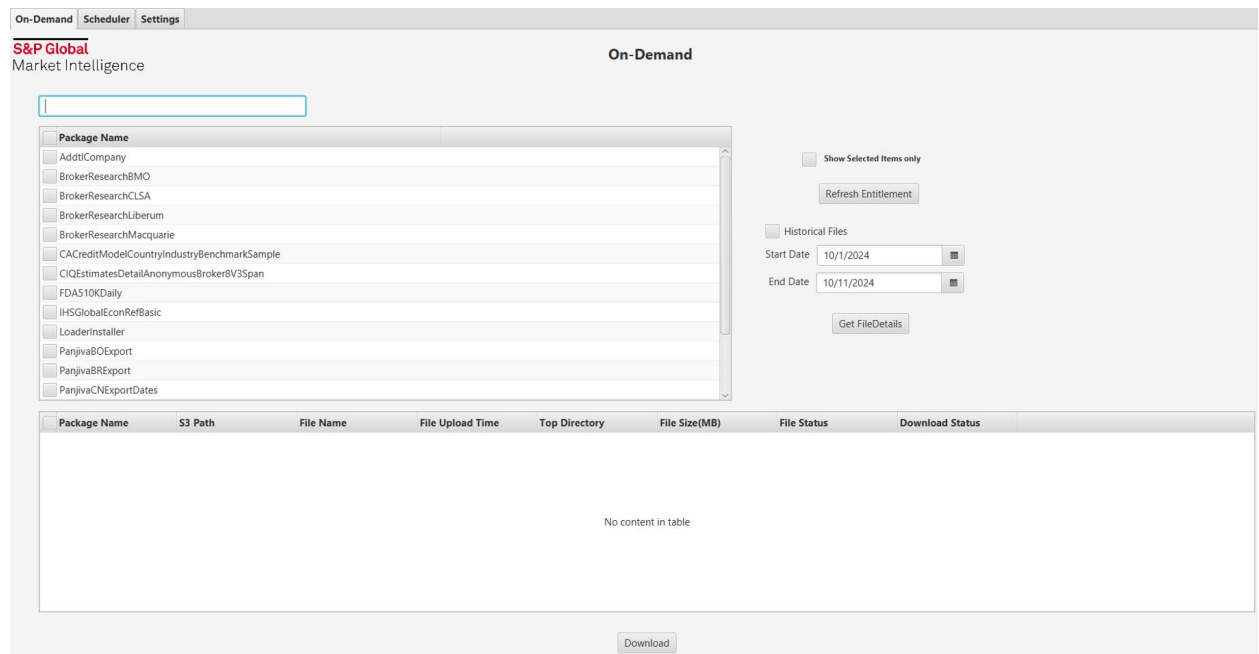 On-Demand Scheduler Settings
S&P Global
Market Intelligence
On-Demand
Package Name
AddtlCompany
BrokerResearchBMO
BrokerResearchCLSA
BrokerResearchLiberum
BrokerResearchMacquarie
CACreditModelCountryIndustryBenchmarkSample
CIQEstimatesDetailAnonymousBroker8V3Span
FDA510KDaily
IHSGlobalEconRefBasic
LoaderInstaller
PanjivaBOExport
PanjivaBRExport
PanjivaCNExportDates
Show Selected Items only
Refresh Entitlement
Historical Files
Start Date 10/1/2024
End Date 10/11/2024
Get FileDetails
Package Name S3 Path File Name File Upload Time Top Directory File Size(MB) File Status Download Status
No content in table
Download